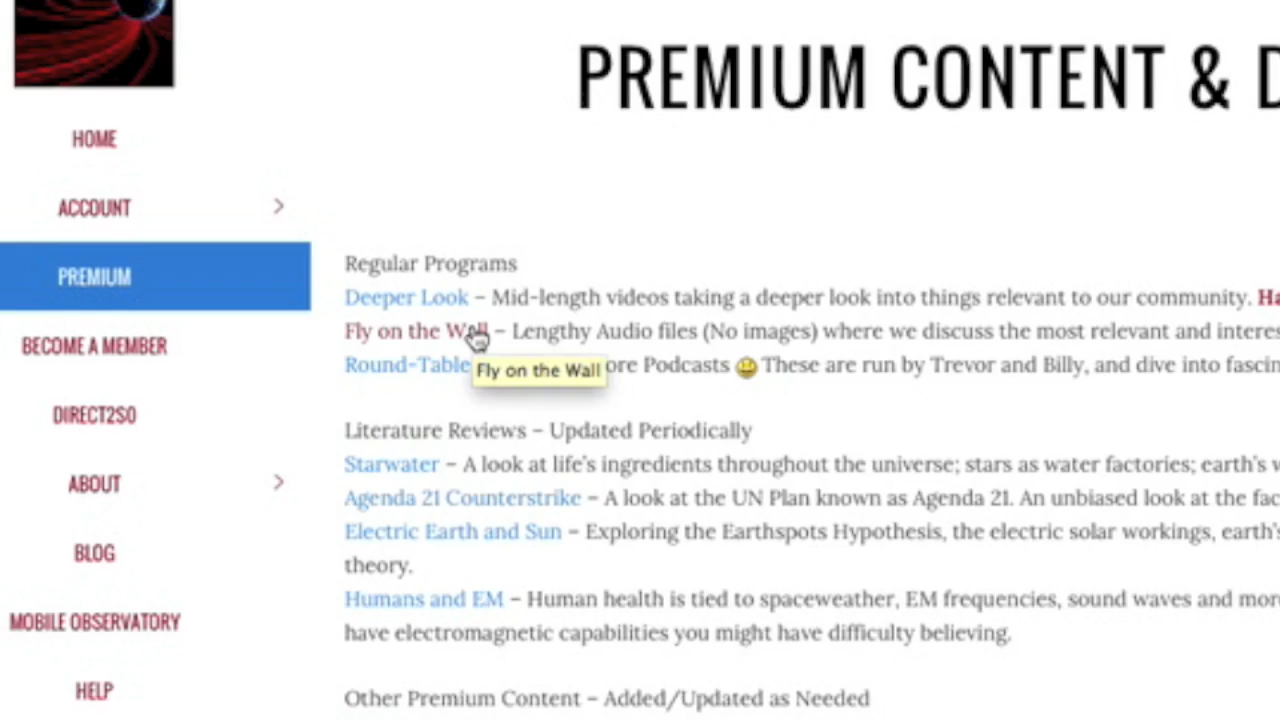 PREMIUM CONTENT &
HOME
ACCOUNT
PREMIUM
BECOME A MEMBER
DIRECT2S0
ABOUT
BLOG
MOBILE OBSERVATORY
HELP
Regular Programs
Deeper Look – Mid-length videos taking a deeper look into things relevant to our community.
Fly on the Wall – Lengthy Audio files (No images) where we discuss the most relevant and
Round-Table Podcasts 😀 These are run by Trevor and Billy, and dive into
Fly on the Wall
Literature Reviews – Updated Periodically
Starwater – A look at life's ingredients throughout the universe; stars as water factories; earth's
Agenda 21 Counterstrike – A look at the UN Plan known as Agenda 21. An unbiased look at the
Electric Earth and Sun – Exploring the Earthspots Hypothesis, the electric solar workings,
theory.
Humans and EM – Human health is tied to spaceweather, EM frequencies, sound waves and
have electromagnetic capabilities you might have difficulty believing.
Other Premium Content – Added/Updated as Needed